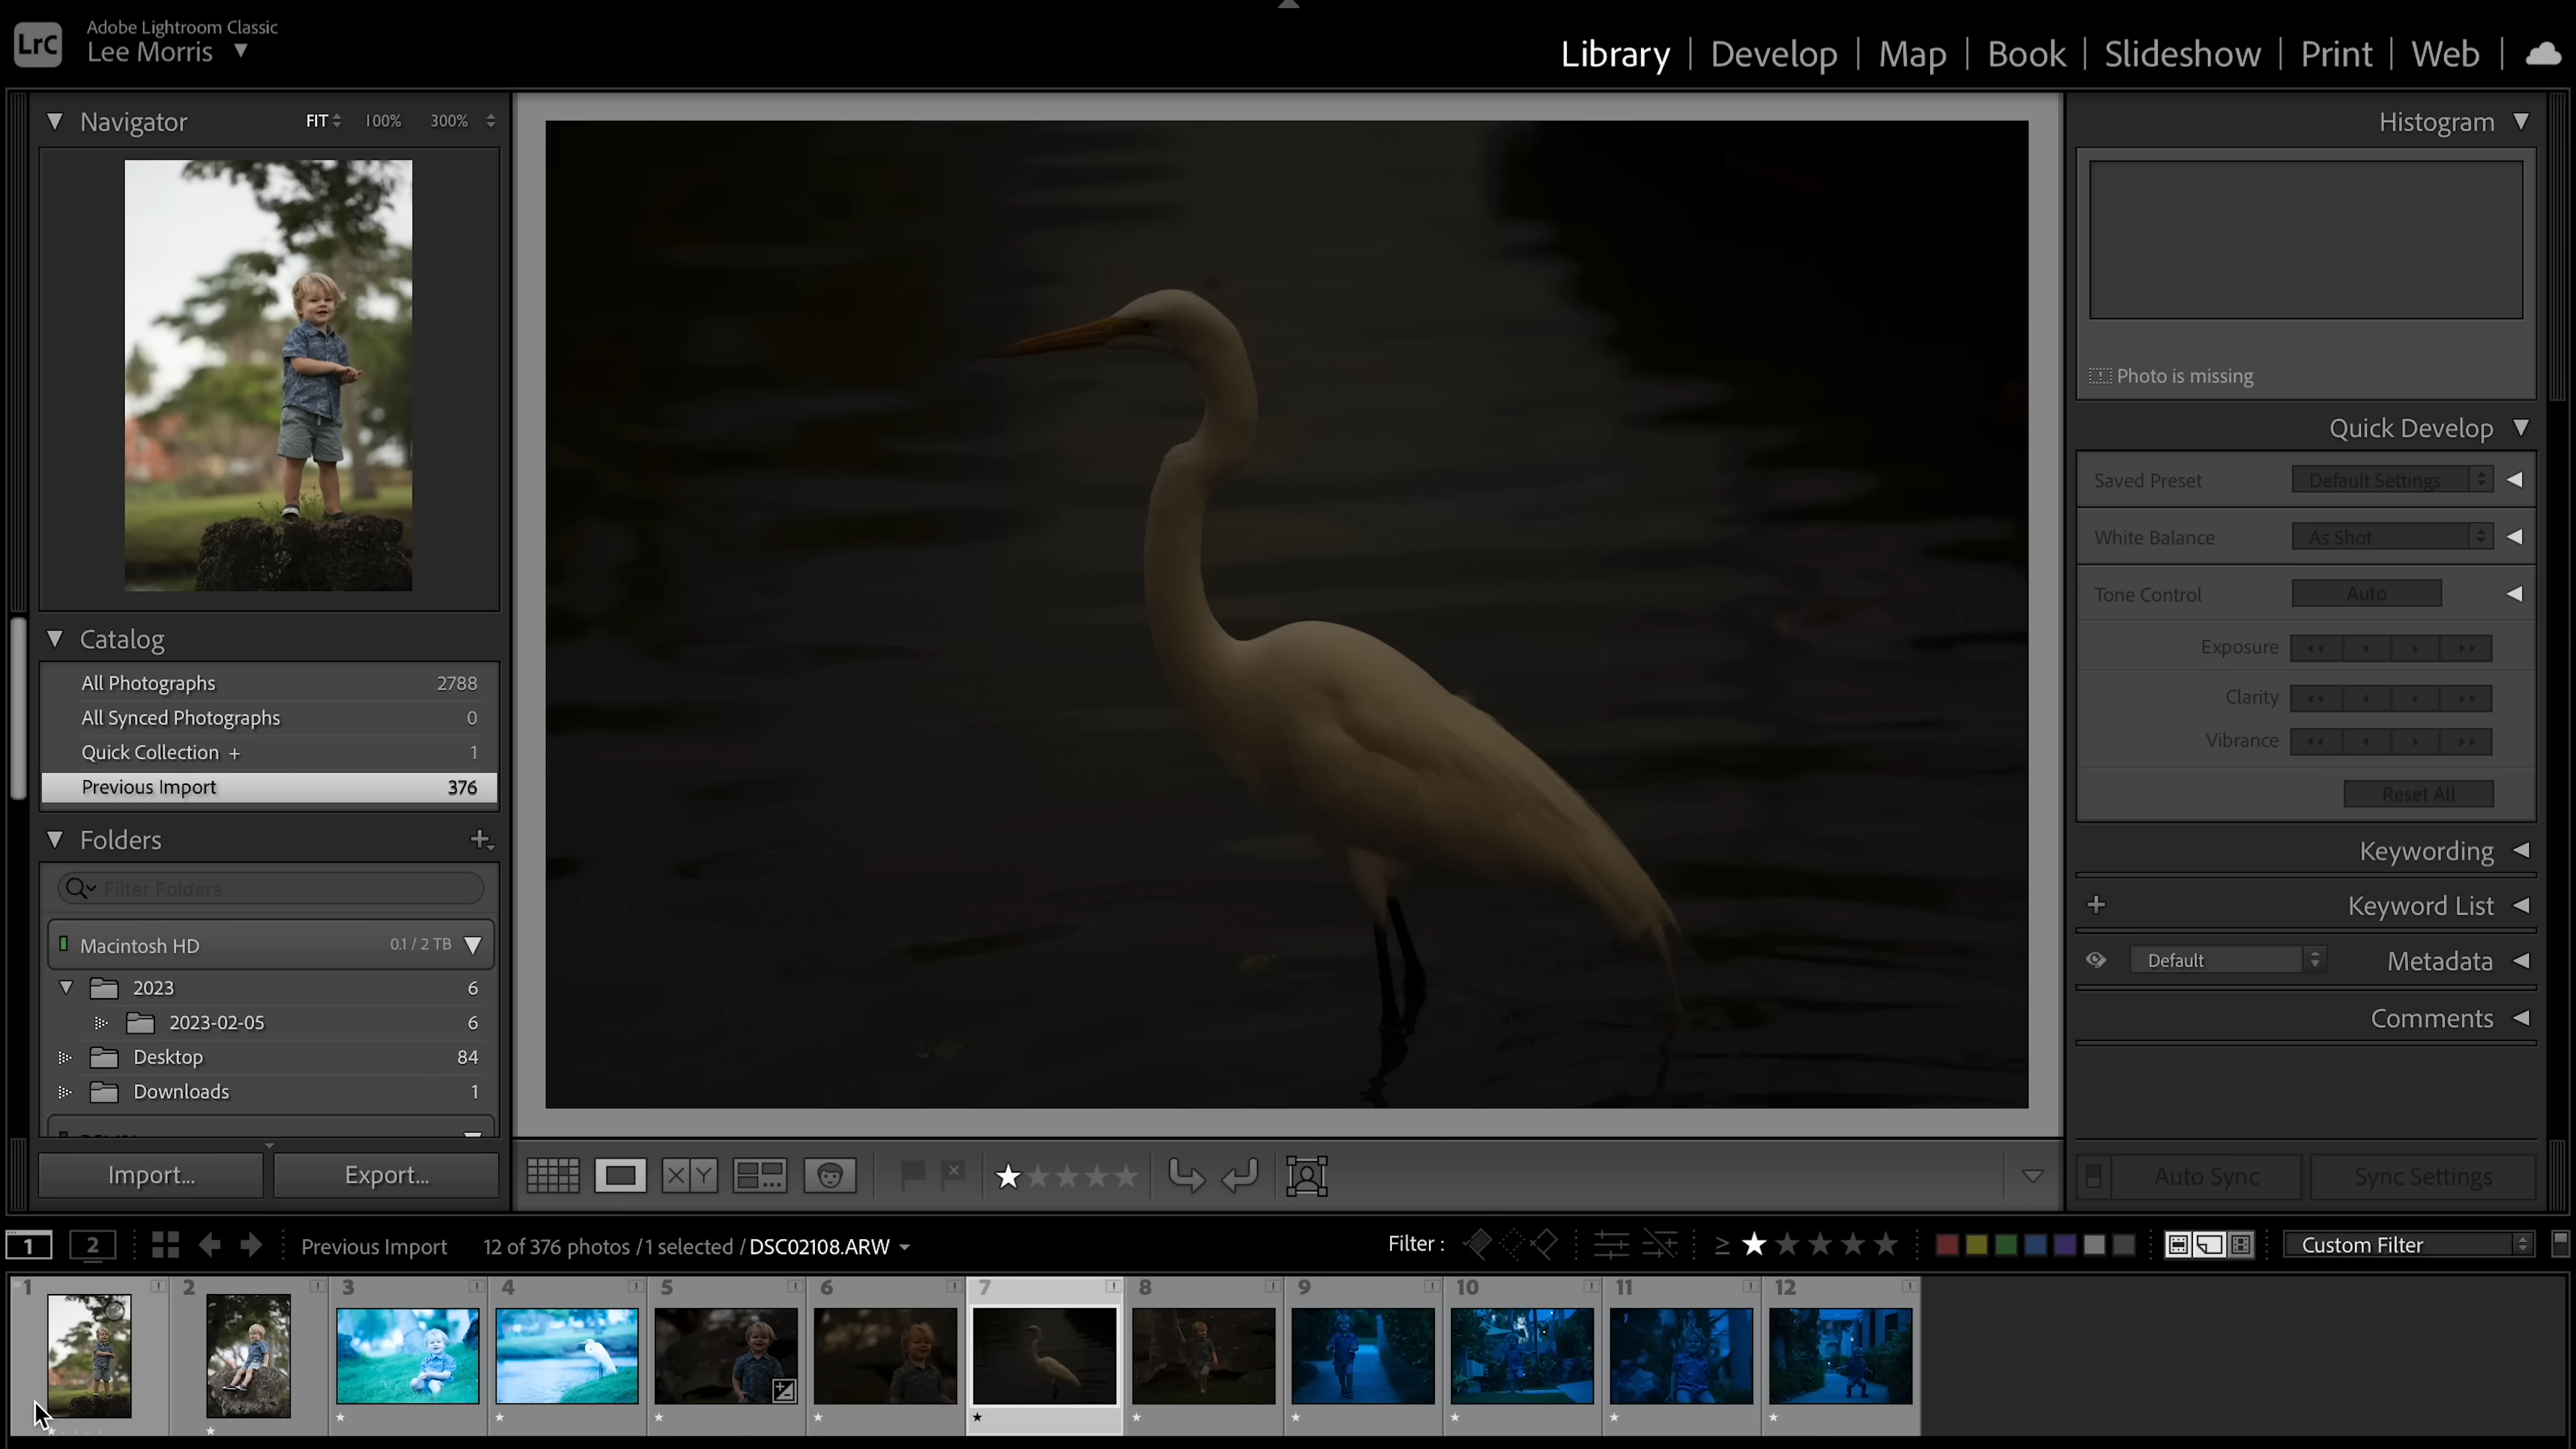 LrC
Adobe Lightroom Classic
Lee Morris
Library | Develop | Map | Book | Slideshow | Print | Web |
Navigator FIT 100% 300%
Catalog
All Photographs 2788
All Synced Photographs 0
Quick Collection + 1
Previous Import 376
Folders
Filter Folders
Macintosh HD 0.1 / 2 TB
2023 6
2023-02-05 6
Desktop 84
Downloads 1
Import... Export...
Histogram
Photo is missing
Quick Develop
Saved Preset Default Settings
White Balance As Shot
Tone Control Auto
Exposure
Clarity
Vibrance
Reset All
Keywording
Keyword List
Default Metadata
Comments
Auto Sync Sync Settings
X Y
1 2 Previous Import 12 of 376 photos / 1 selected / DSC02108.ARW Filter : ≥ Custom Filter
1 2 3 4 5 6 7 8 9 10 11 12